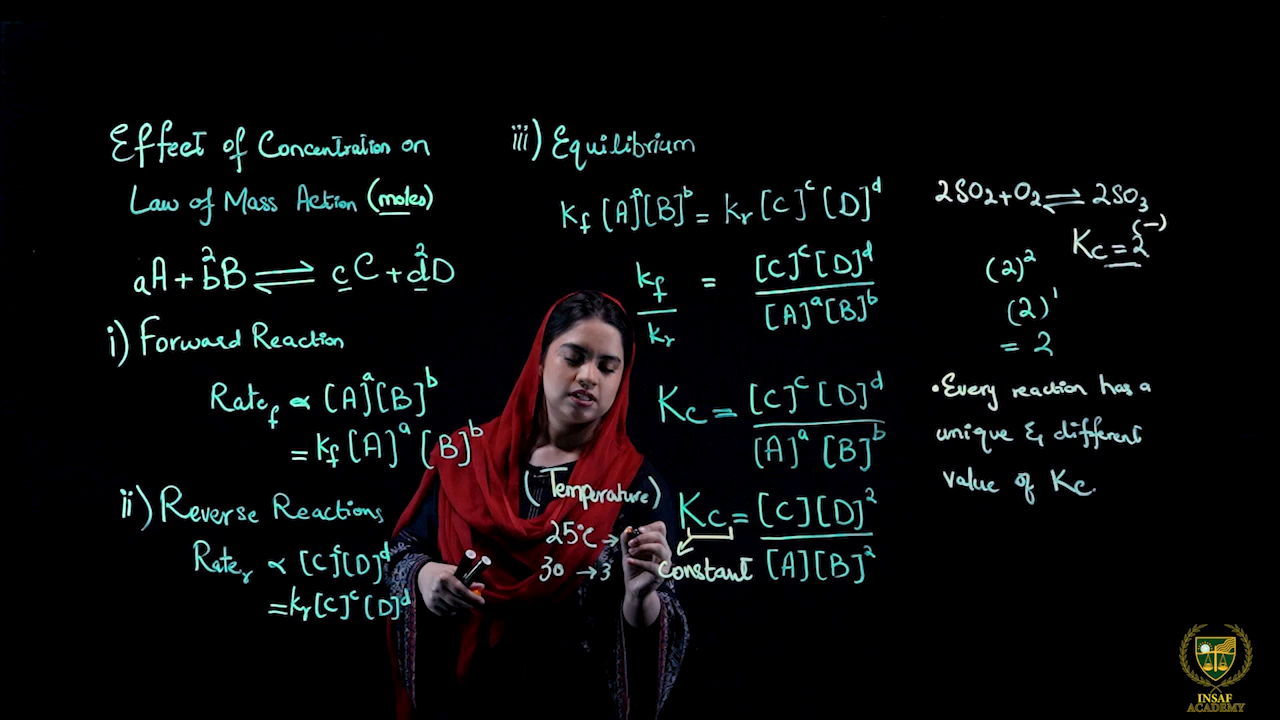 Effect of Concentration on
Law of Mass Action (moles)
aA + b²B ⇌ cC + d²D
i) Forward Reaction
Rate_f ∝ [A]^a [B]^b
= k_f [A]^a [B]^b
ii) Reverse Reactions
Rate_r ∝ [C]^c [D]^d
= k_r [C]^c [D]^d
iii) Equilibrium
k_f [A]^a [B]^b = k_r [C]^c [D]^d
k_f / k_r = [C]^c [D]^d / [A]^a [B]^b
Kc = [C]^c [D]^d / [A]^a [B]^b
(Temperature)
Kc = [C][D]² / [A][B]²
25°C →
30 → 3
constant
2SO₂ + O₂ ⇌ 2SO₃
Kc = 2^(-)
(2)²
(2)¹
= 2
• Every reaction has a
unique & different
value of Kc.
INSAF
ACADEMY